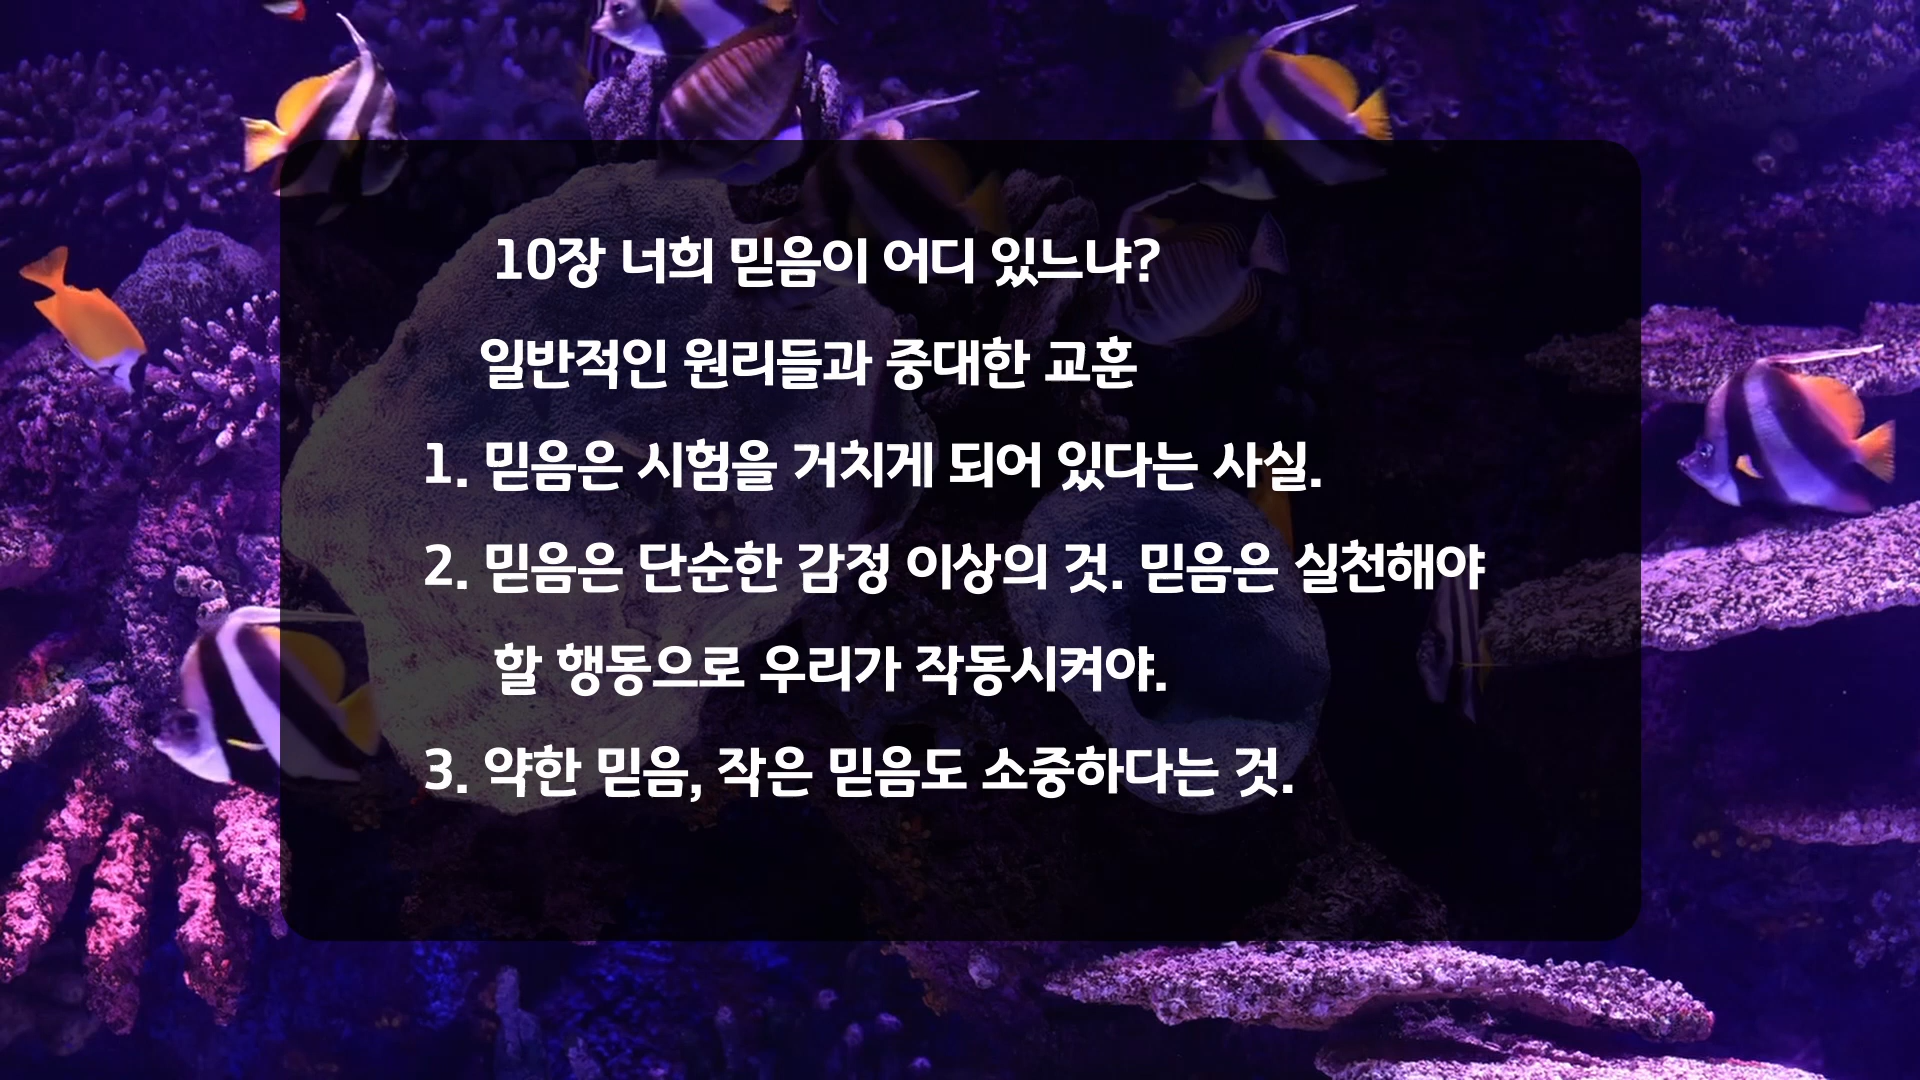 10장 너희 믿음이 어디 있느냐?
일반적인 원리들과 중대한 교훈
1. 믿음은 시험을 거치게 되어 있다는 사실.
2. 믿음은 단순한 감정 이상의 것. 믿음은 실천해야
할 행동으로 우리가 작동시켜야.
3. 약한 믿음, 작은 믿음도 소중하다는 것.